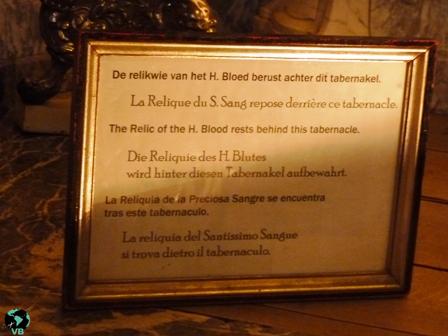 De relikwie van het H. Bloed berust achter dit tabernakel.
La Relique du S. Sang repose derrière ce tabernacle.
The Relic of the H. Blood rests behind this tabernacle.
Die Reliquie des H. Blutes
wird hinter diesen Tabernakel aufbewahrt.
La Reliquia de la Preciosa Sangre se encuentra
tras este tabernaculo.
La reliquia del Santissimo Sangue
si trova dietro il tabernaculo.
VB